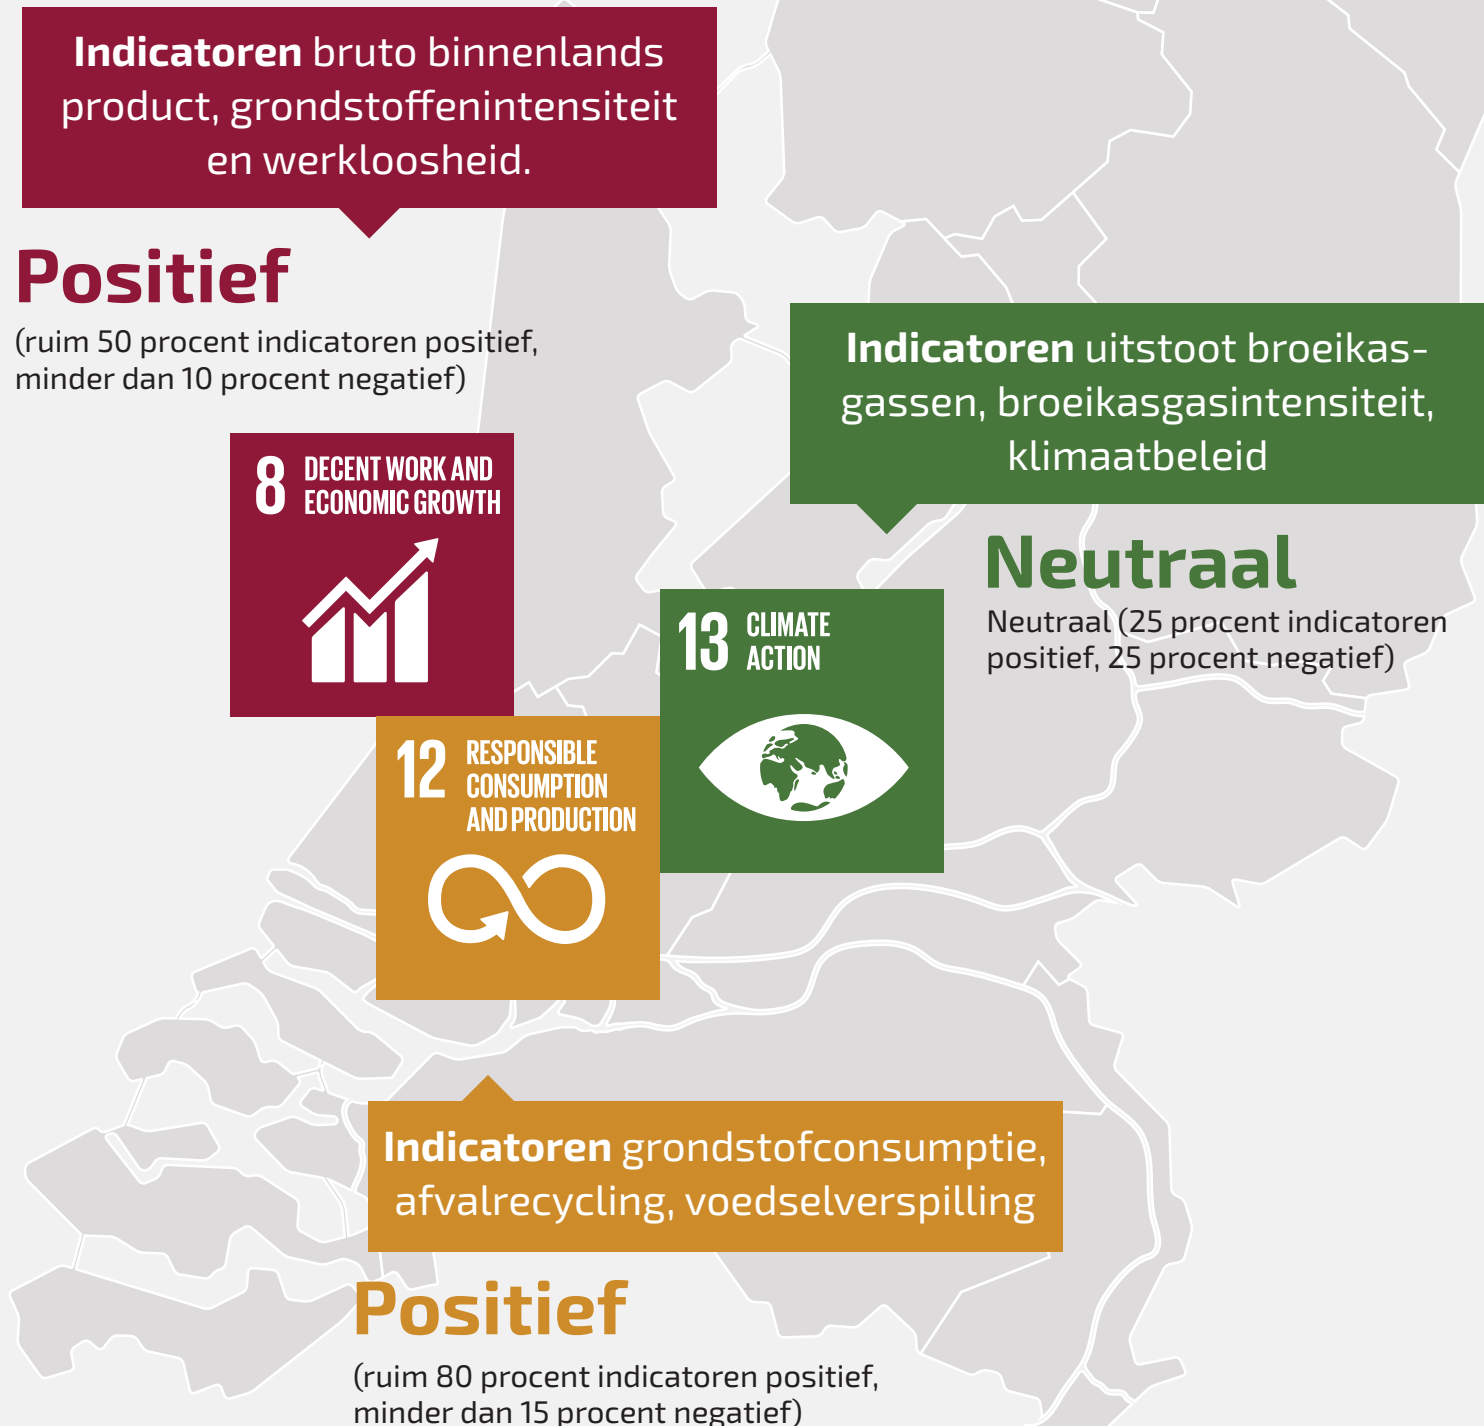 Indicatoren bruto binnenlands
product, grondstoffenintensiteit
en werkloosheid.
Positief
(ruim 50 procent indicatoren positief,
minder dan 10 procent negatief)
8 DECENT WORK AND
ECONOMIC GROWTH
Indicatoren uitstoot broeikas-
gassen, broeikasgasintensiteit,
klimaatbeleid
Neutraal
Neutraal (25 procent indicatoren
positief, 25 procent negatief)
13 CLIMATE
ACTION
12 RESPONSIBLE
CONSUMPTION
AND PRODUCTION
Indicatoren grondstofconsumptie,
afvalrecycling, voedselverspilling
Positief
(ruim 80 procent indicatoren positief,
minder dan 15 procent negatief)